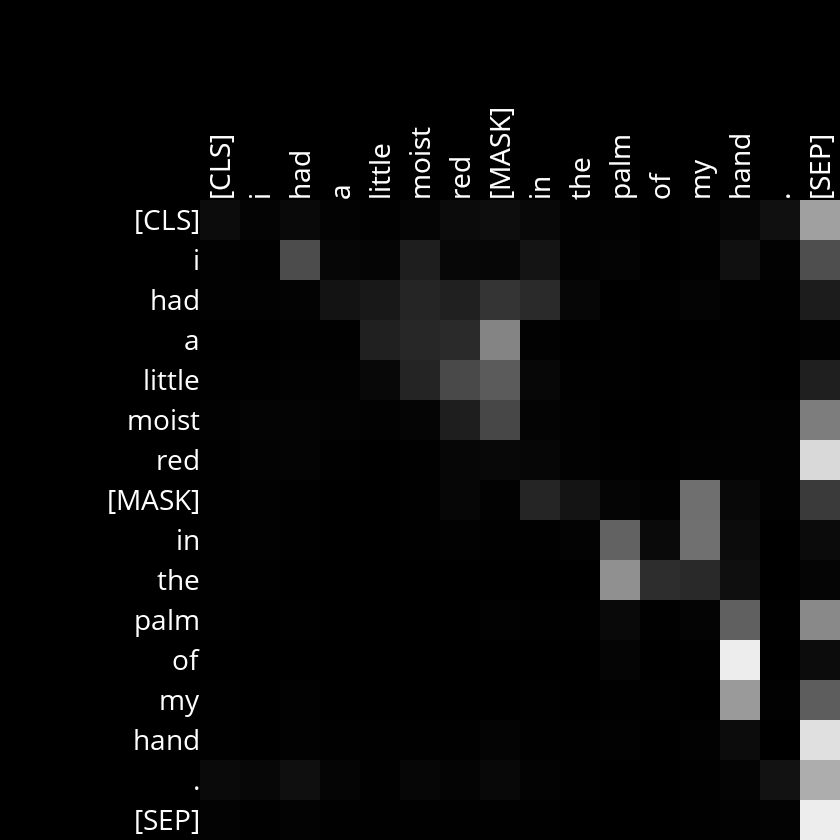 [CLS] i had a little moist red [MASK] in the palm of my hand . [SEP]
[CLS]
i
had
a
little
moist
red
[MASK]
in
the
palm
of
my
hand
.
[SEP]